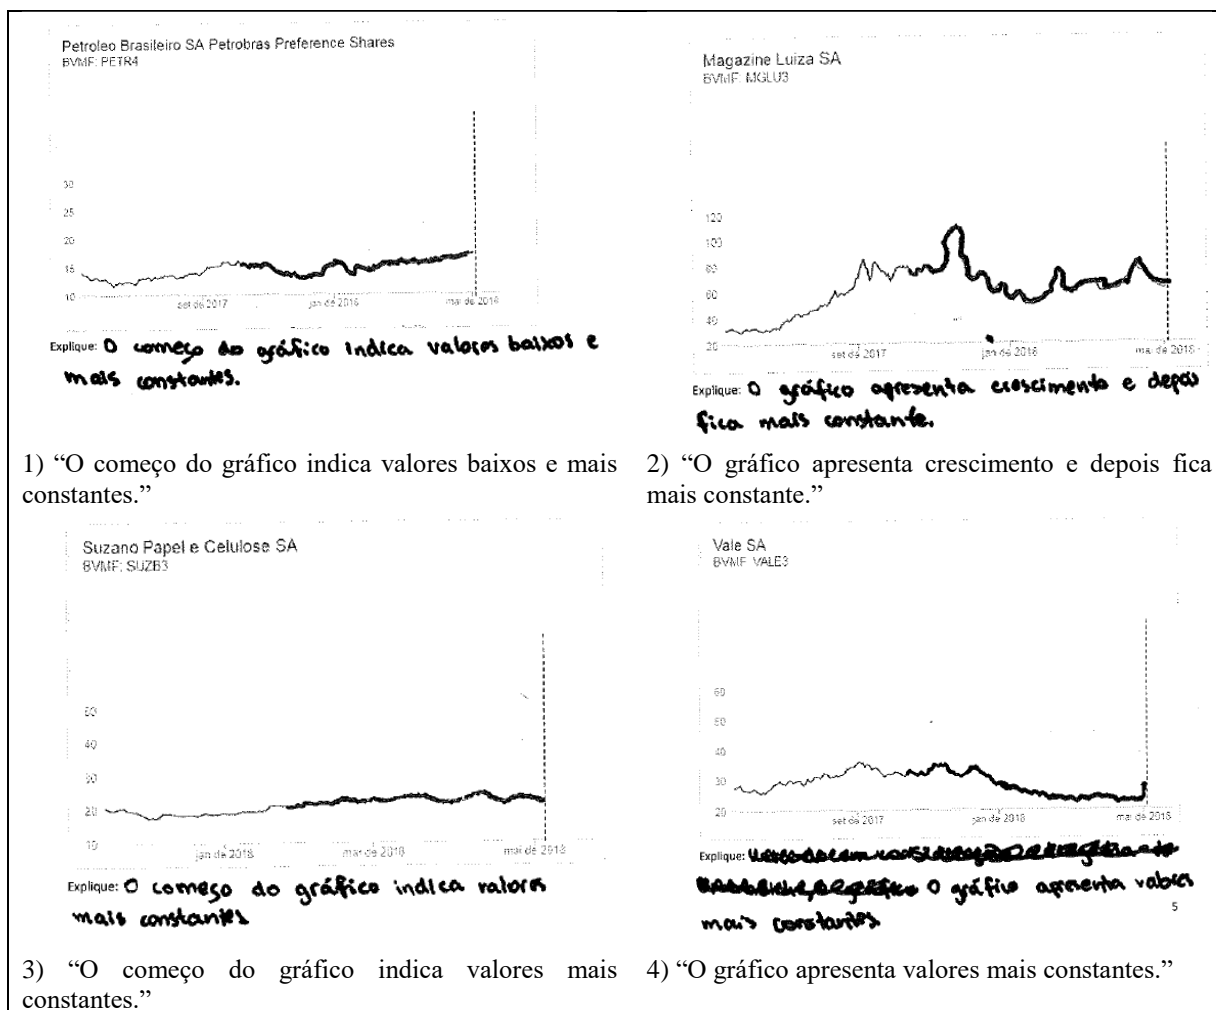 Petroleo Brasileiro SA Petrobras Preference Shares
BVMF: PETR4
30
25
20
15
10
set de 2017
jan de 2018
mai de 2018
Explique: O começo do gráfico indica valores baixos e
mais constantes.
Magazine Luiza SA
BVMF: MGLU3
120
100
80
60
40
20
set de 2017
jan de 2018
mai de 2018
Explique: O gráfico apresenta crescimento e depois
fica mais constante.
1) “O começo do gráfico indica valores baixos e mais
constantes.”
2) “O gráfico apresenta crescimento e depois fica
mais constante.”
Suzano Papel e Celulose SA
BVMF: SUZB3
50
40
30
20
10
jan de 2018
mar de 2018
mai de 2018
Explique: O começo do gráfico indica valores
mais constantes
Vale SA
BVMF: VALE3
60
50
40
30
20
set de 2017
jan de 2018
mai de 2018
Explique:
O gráfico apresenta valores
mais constantes.
5
3) “O começo do gráfico indica valores mais
constantes.”
4) “O gráfico apresenta valores mais constantes.”